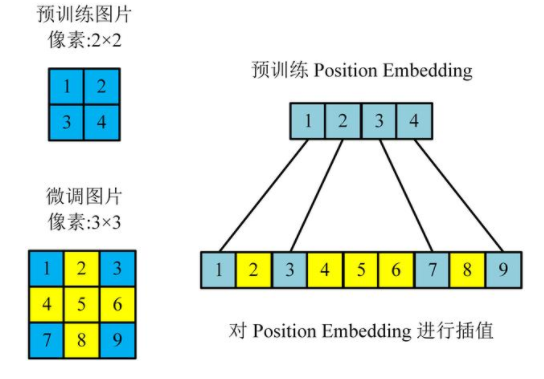 预训练图片
像素:2×2
1 2
3 4
微调图片
像素:3×3
1 2 3
4 5 6
7 8 9
预训练 Position Embedding
1 2 3 4
1 2 3 4 5 6 7 8 9
对 Position Embedding 进行插值